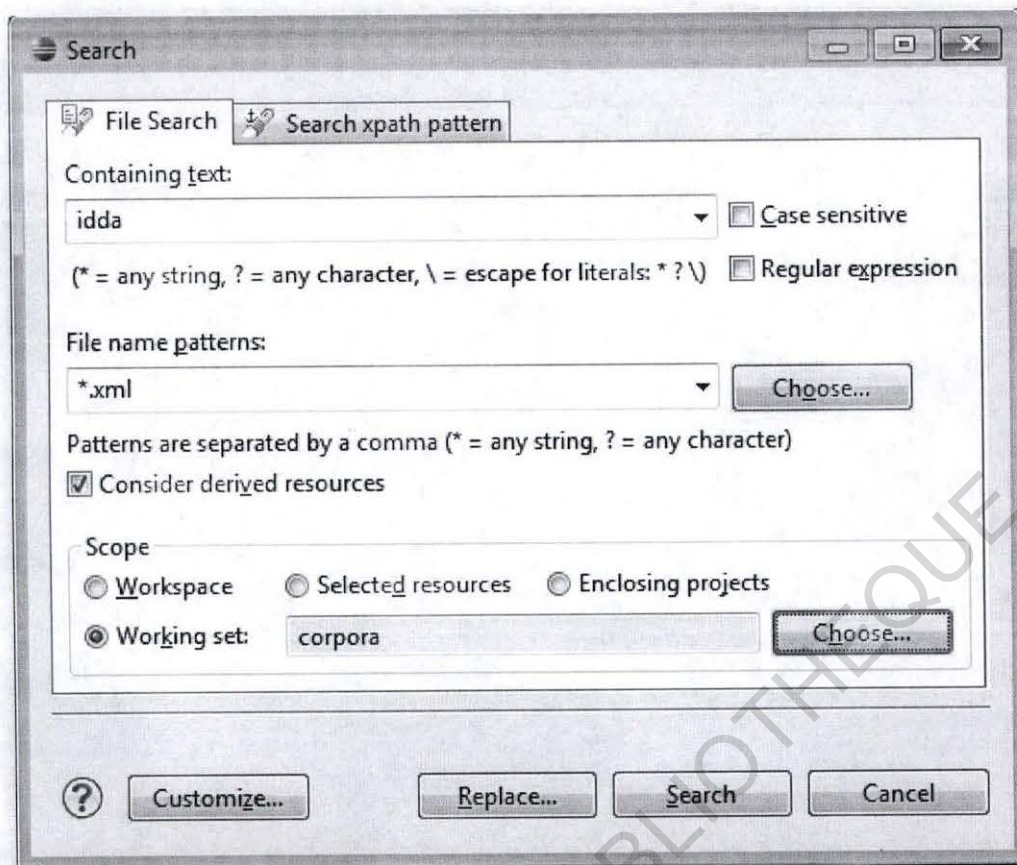 Search
File Search Search xpath pattern
Containing text:
idda Case sensitive
(* = any string, ? = any character, \ = escape for literals: * ? \) Regular expression
File name patterns:
*.xml Choose...
Patterns are separated by a comma (* = any string, ? = any character)
Consider derived resources
Scope
Workspace Selected resources Enclosing projects
Working set: corpora Choose...
? Customize... Replace... Search Cancel
BLIOTHEQUE